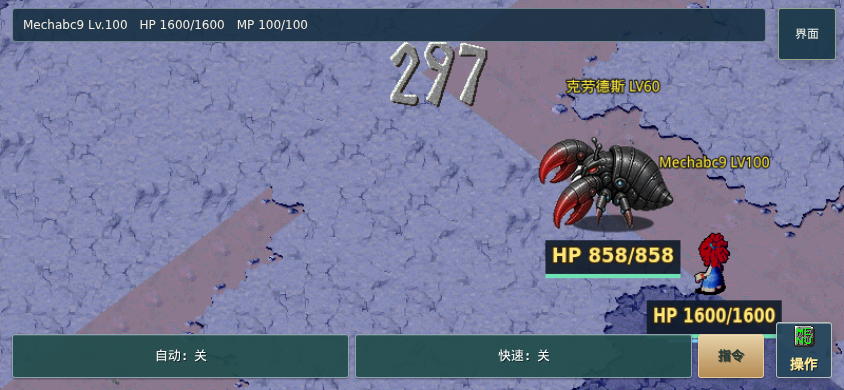 Mechabc9 Lv.100 HP 1600/1600 MP 100/100
界面
297
克劳德斯 LV60
Mechabc9 LV100
HP 858/858
HP 1600/1600
自动: 关
快速: 关
指令
MENU
操作